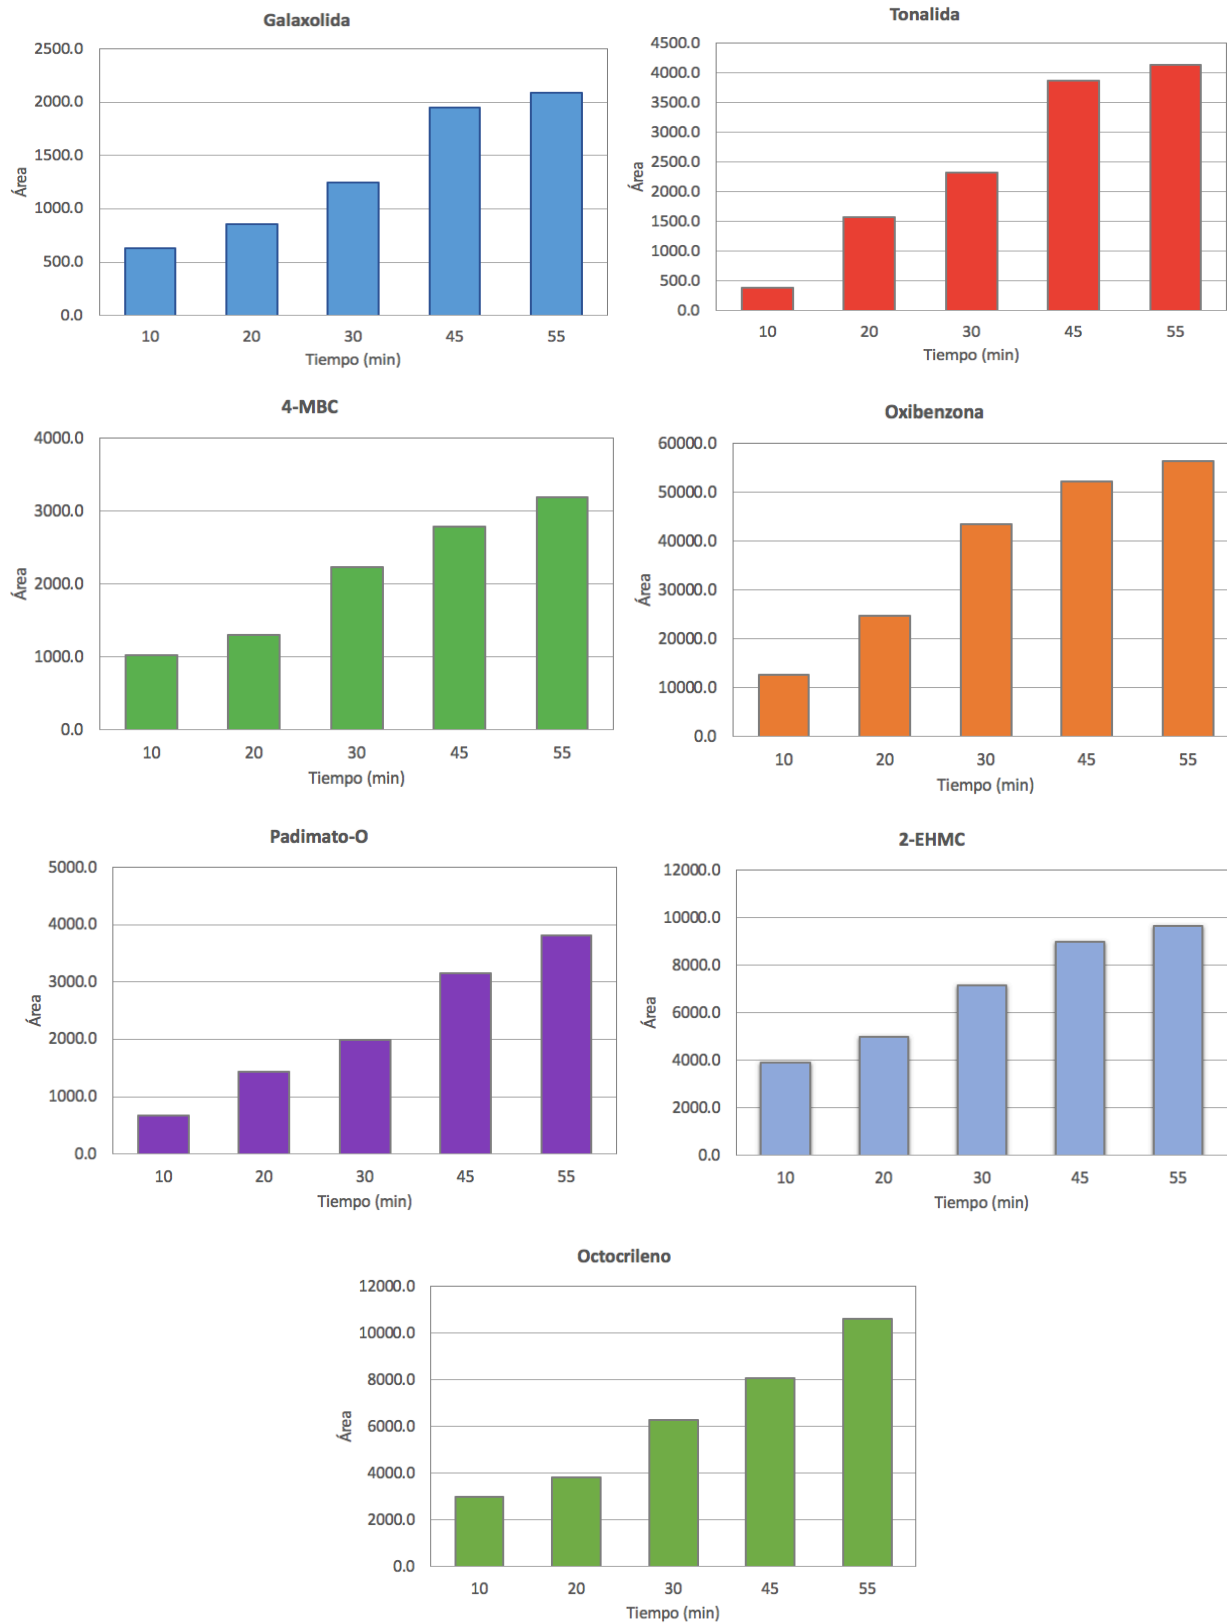 Galaxolida
2500.0
2000.0
1500.0
1000.0
500.0
0.0
Área
10 20 30 45 55
Tiempo (min)
Tonalida
4500.0
4000.0
3500.0
3000.0
2500.0
2000.0
1500.0
1000.0
500.0
0.0
Área
10 20 30 45 55
Tiempo (min)
4-MBC
4000.0
3000.0
2000.0
1000.0
0.0
Área
10 20 30 45 55
Tiempo (min)
Oxibenzona
60000.0
50000.0
40000.0
30000.0
20000.0
10000.0
0.0
Área
10 20 30 45 55
Tiempo (min)
Padimato-O
5000.0
4000.0
3000.0
2000.0
1000.0
0.0
Área
10 20 30 45 55
Tiempo (min)
2-EHMC
12000.0
10000.0
8000.0
6000.0
4000.0
2000.0
0.0
Área
10 20 30 45 55
Tiempo (min)
Octocrileno
12000.0
10000.0
8000.0
6000.0
4000.0
2000.0
0.0
Área
10 20 30 45 55
Tiempo (min)